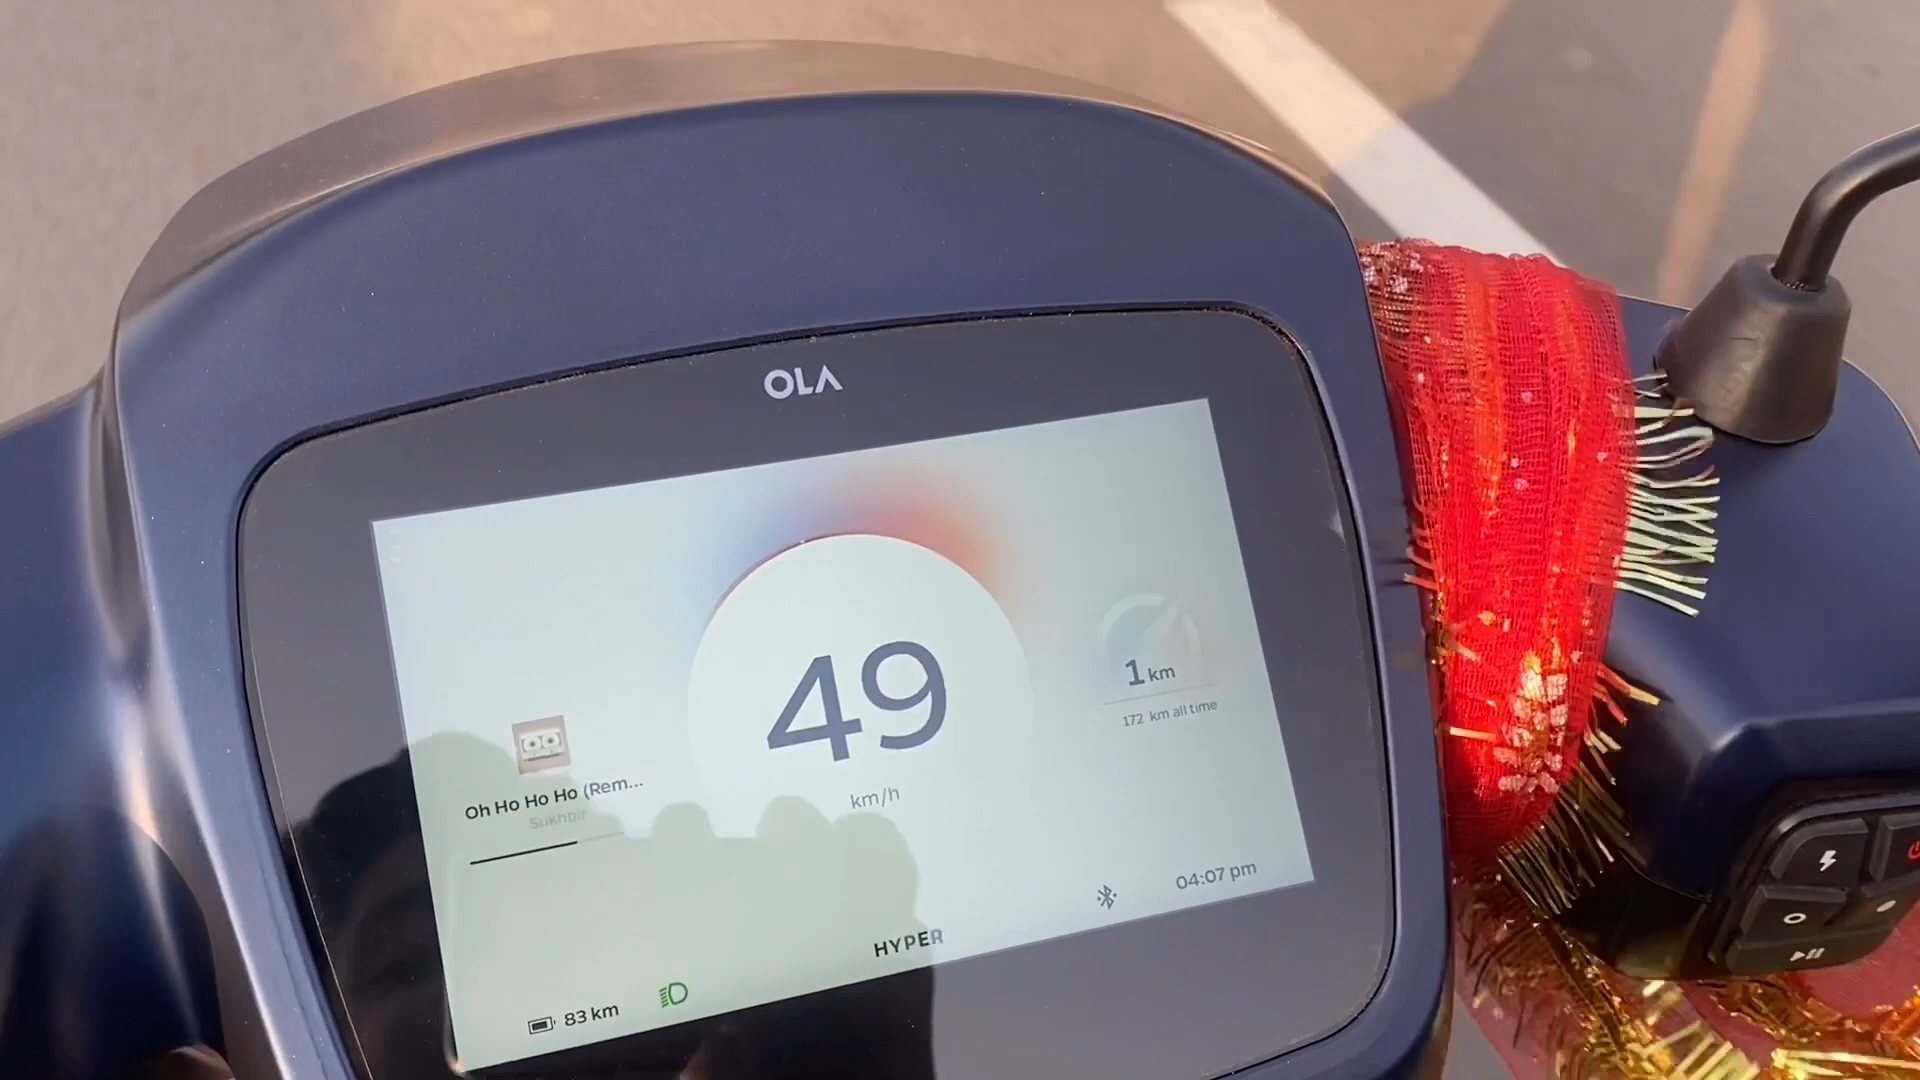 OLA
49
km/h
1 km
172 km all time
Oh Ho Ho Ho (Rem...
Sukhbir
04:07 pm
HYPER
83 km